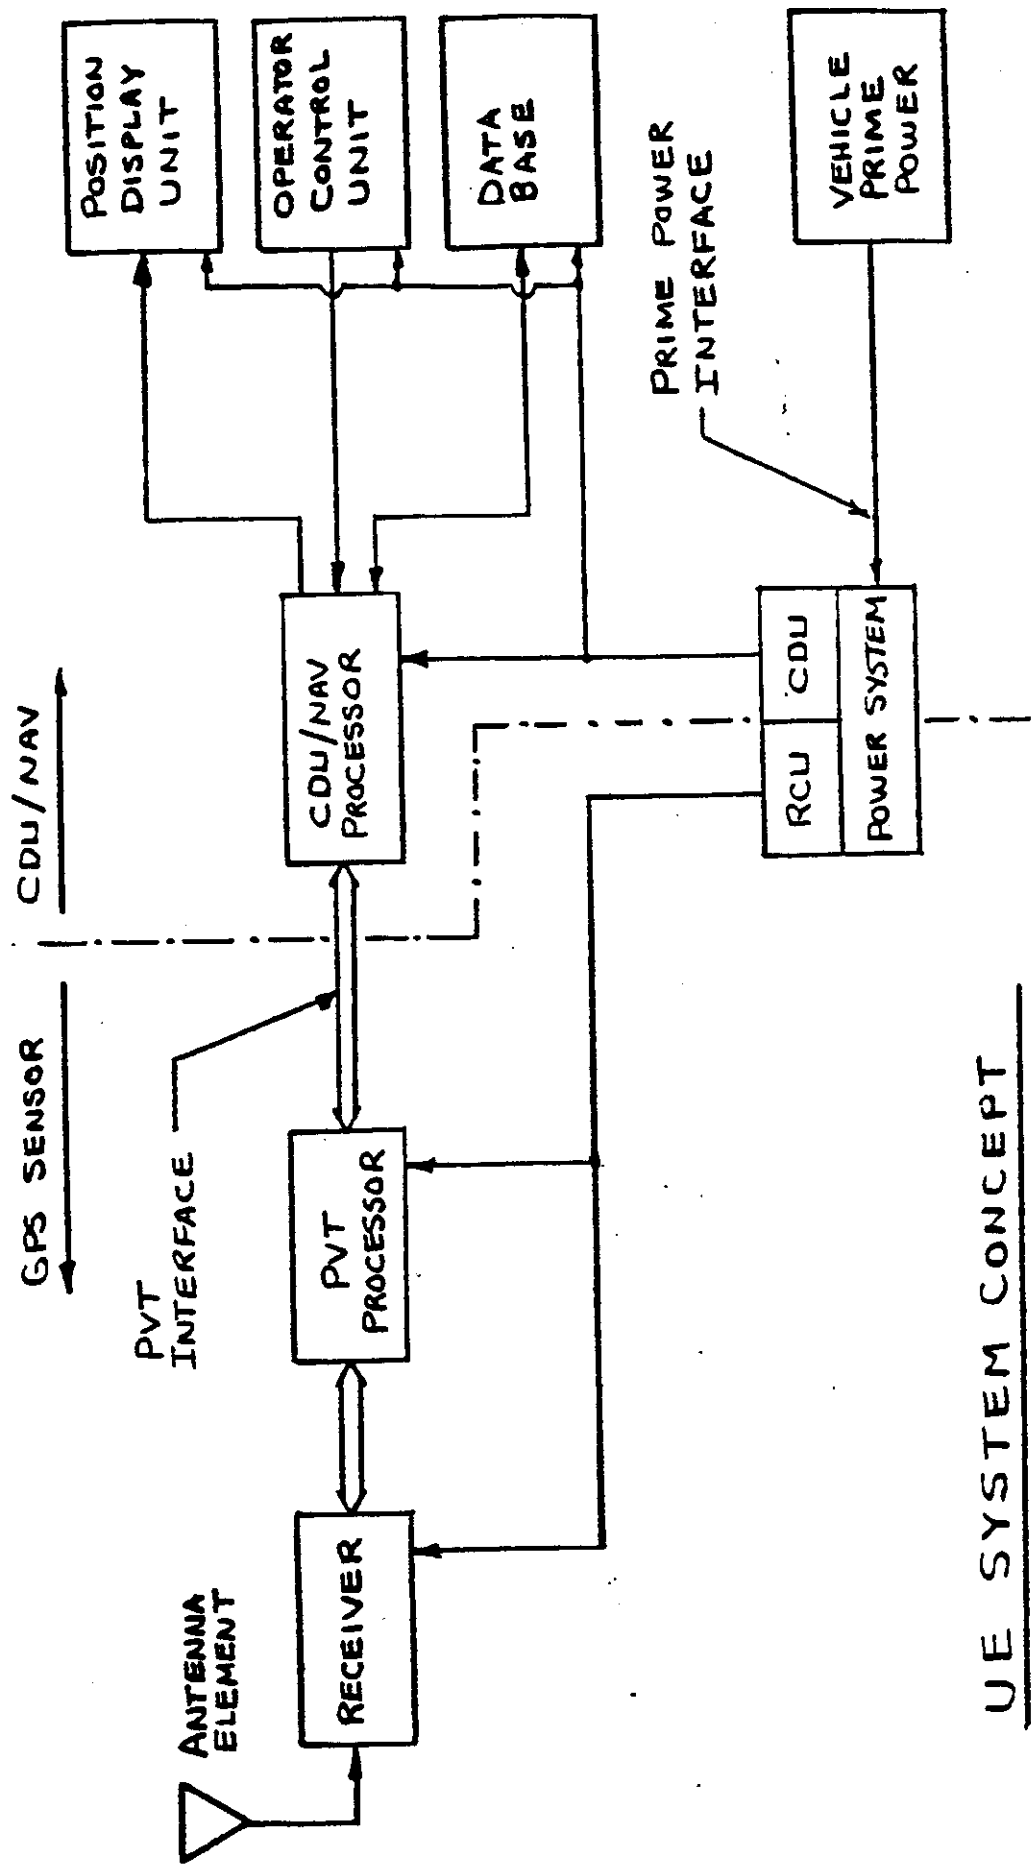 GPS SENSOR
CDU/NAV
PVT
INTERFACE
ANTENNA
ELEMENT
RECEIVER
PVT
PROCESSOR
CDU/NAV
PROCESSOR
POSITION
DISPLAY
UNIT
OPERATOR
CONTROL
UNIT
DATA
BASE
PRIME POWER
INTERFACE
RCU
CDU
POWER SYSTEM
VEHICLE
PRIME
POWER
UE SYSTEM CONCEPT